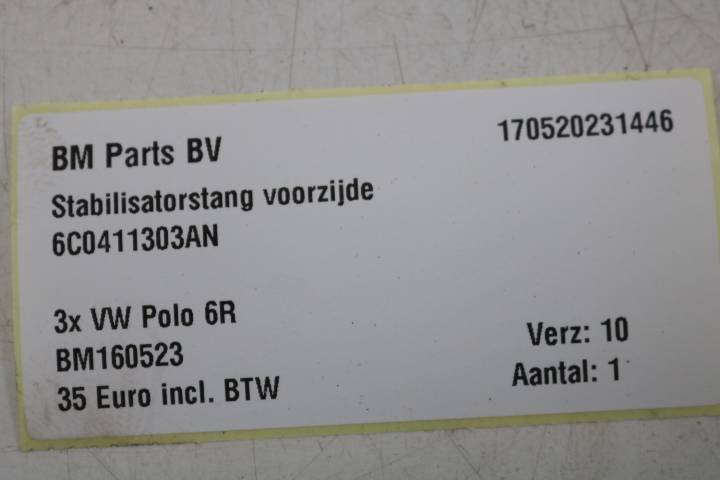 BM Parts BV
170520231446
Stabilisatorstang voorzijde
6C0411303AN
3x VW Polo 6R
Verz: 10
BM160523
Aantal: 1
35 Euro incl. BTW